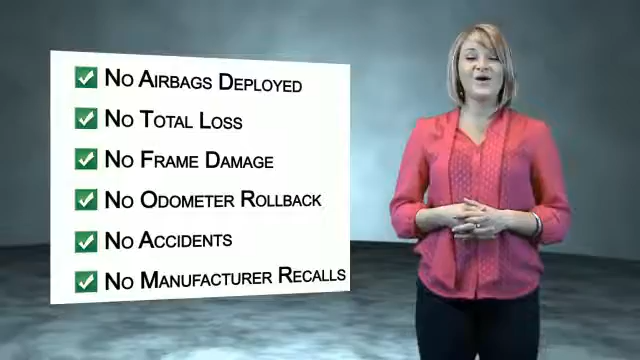 No Airbags Deployed
No Total Loss
No Frame Damage
No Odometer Rollback
No Accidents
No Manufacturer Recalls